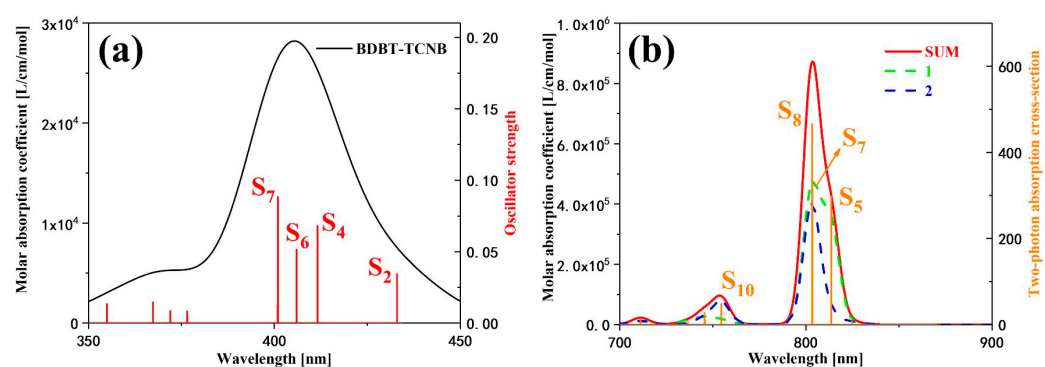 (a)
BDBT-TCNB
Molar absorption coefficient [L/cm/mol]
3x10⁴
2x10⁴
1x10⁴
0
0.20
0.15
0.10
0.05
0.00
Oscillator strength
S₇
S₆
S₄
S₂
350
400
450
Wavelength [nm]
(b)
SUM
1
2
Molar absorption coefficient [L/cm/mol]
1.0x10⁶
8.0x10⁵
6.0x10⁵
4.0x10⁵
2.0x10⁵
0.0
600
400
200
0
Two-photon absorption cross-section
S₈
S₇
S₅
S₁₀
700
800
900
Wavelength [nm]